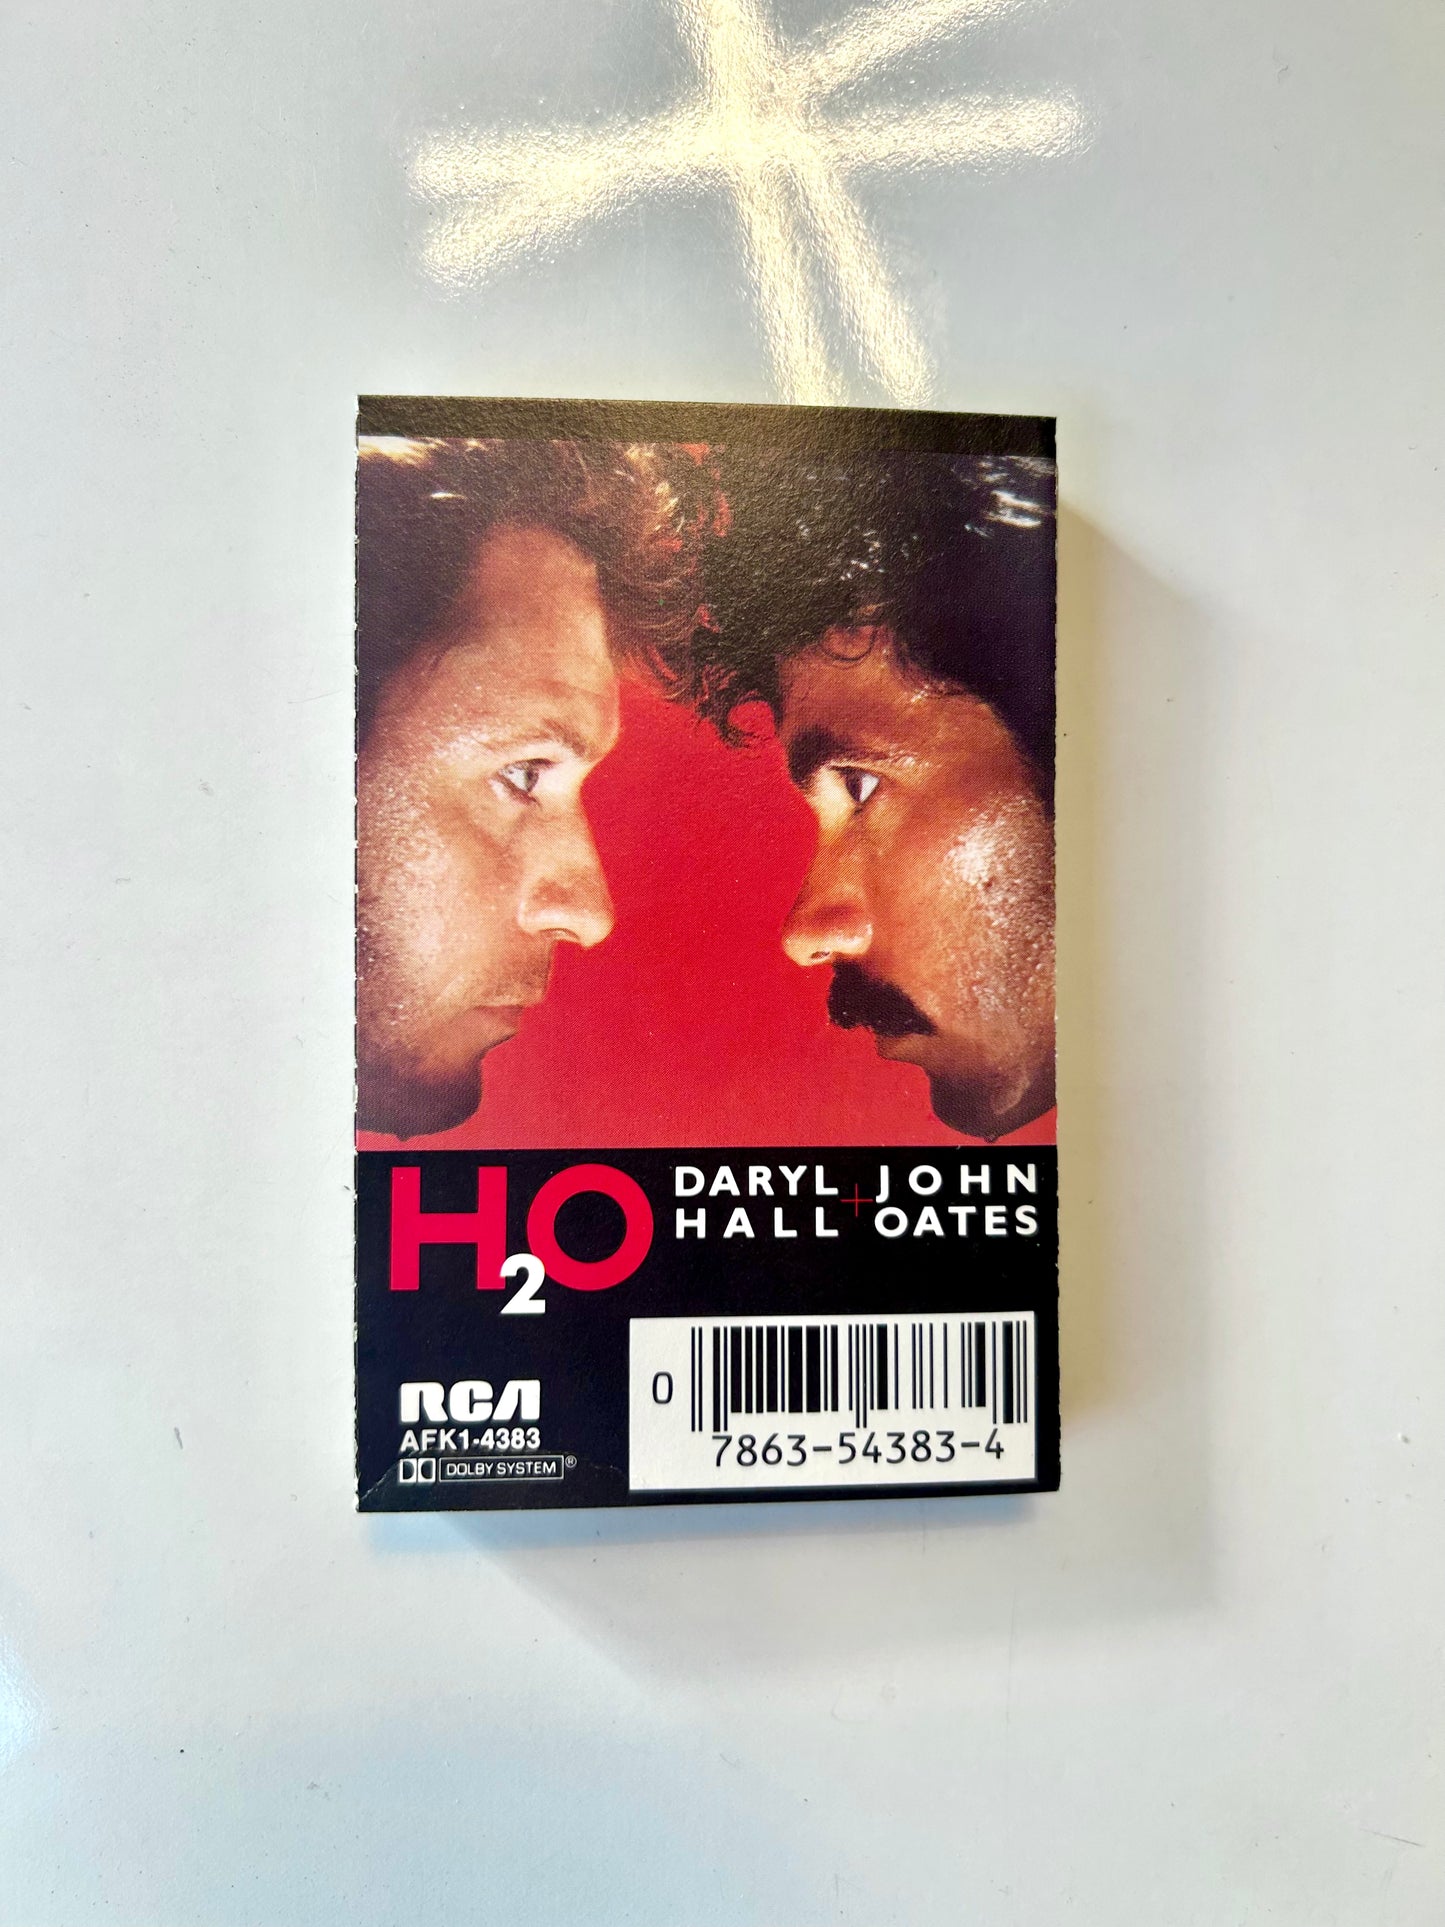 H2O
DARYL + JOHN
HALL OATES
RCA
AFK1-4383
DOLBY SYSTEM®
0
7863-54383-4